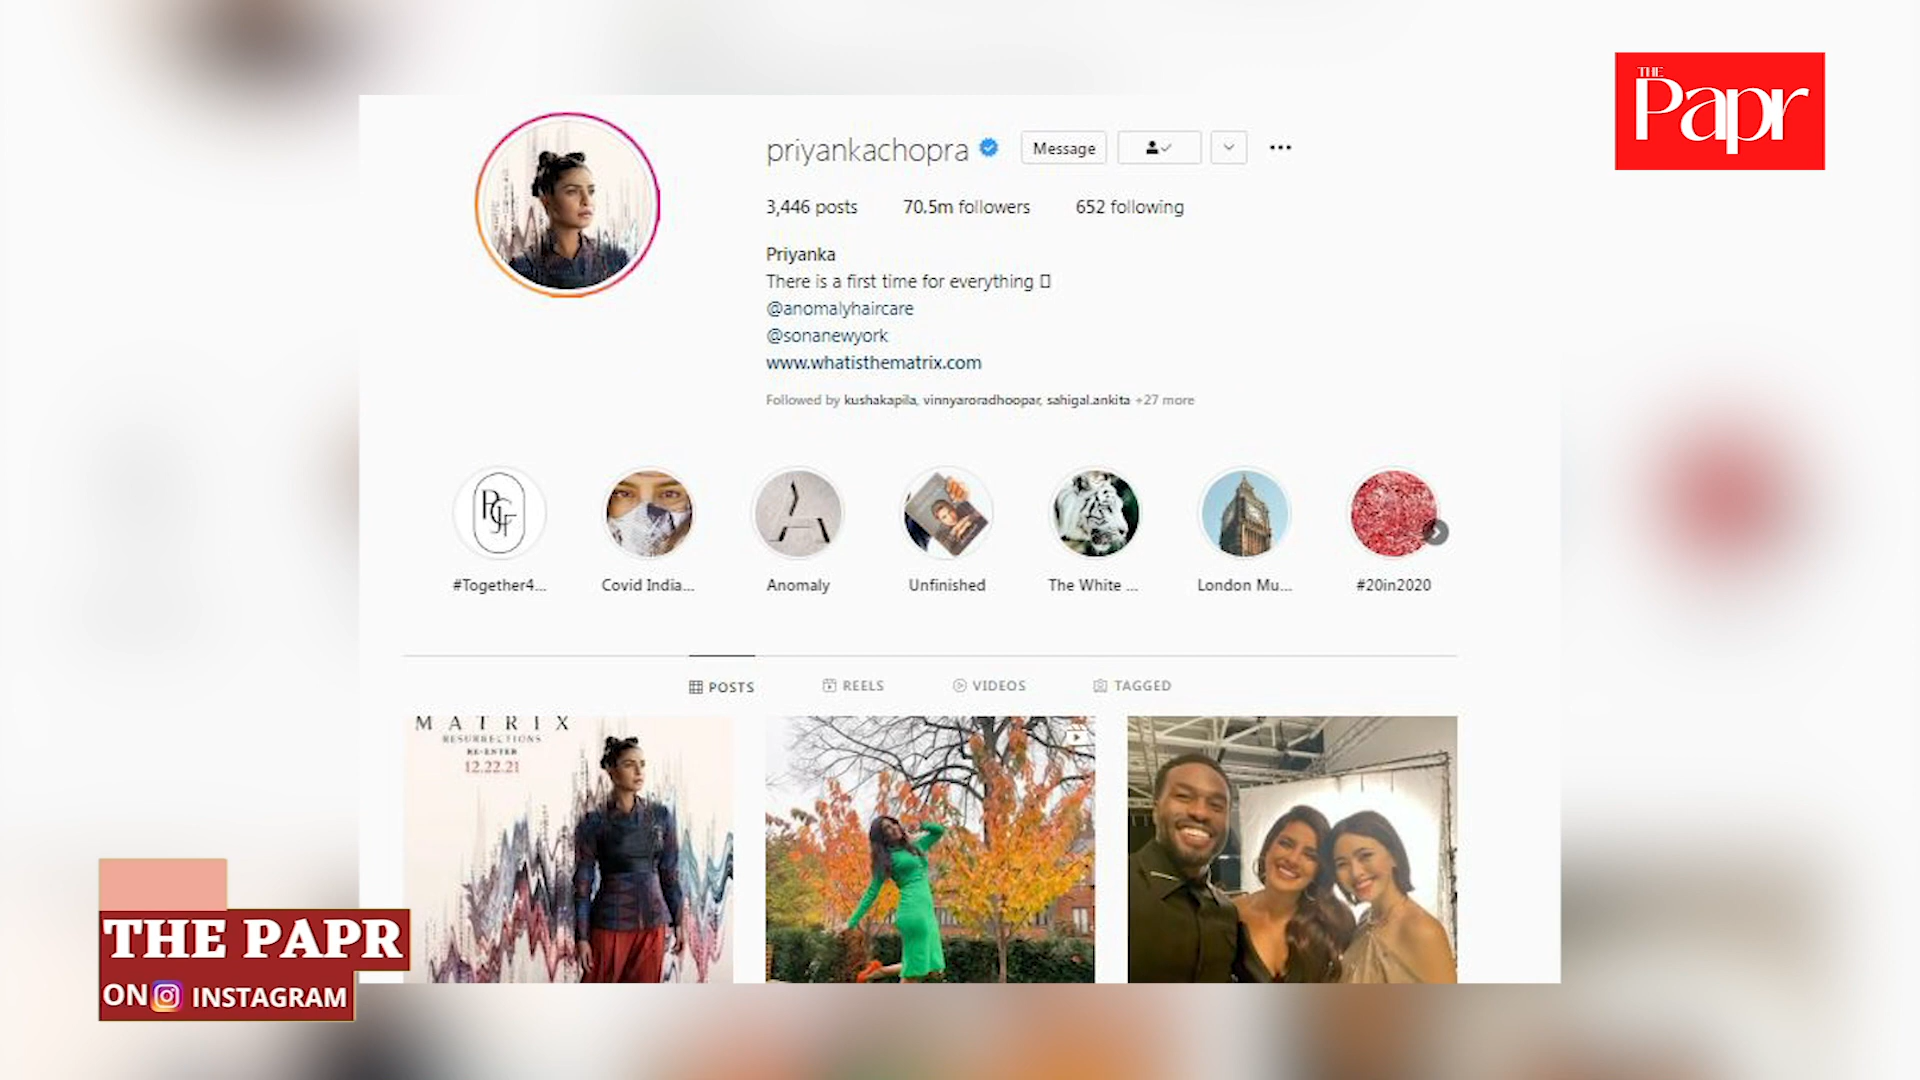 THE
Papr
priyankachopra
Message
3,446 posts 70.5m followers 652 following
Priyanka
There is a first time for everything
@anomalyhaircare
@sonanewyork
www.whatisthematrix.com
Followed by kushakapila, vinnyaroradhoopar, sahigal.ankita +27 more
PCJF
#Together4... Covid India... Anomaly Unfinished The White ... London Mu... #20in2020
POSTS REELS VIDEOS TAGGED
MATRIX
RESURRECTIONS
RE-ENTER
12.22.21
THE PAPR
ON INSTAGRAM